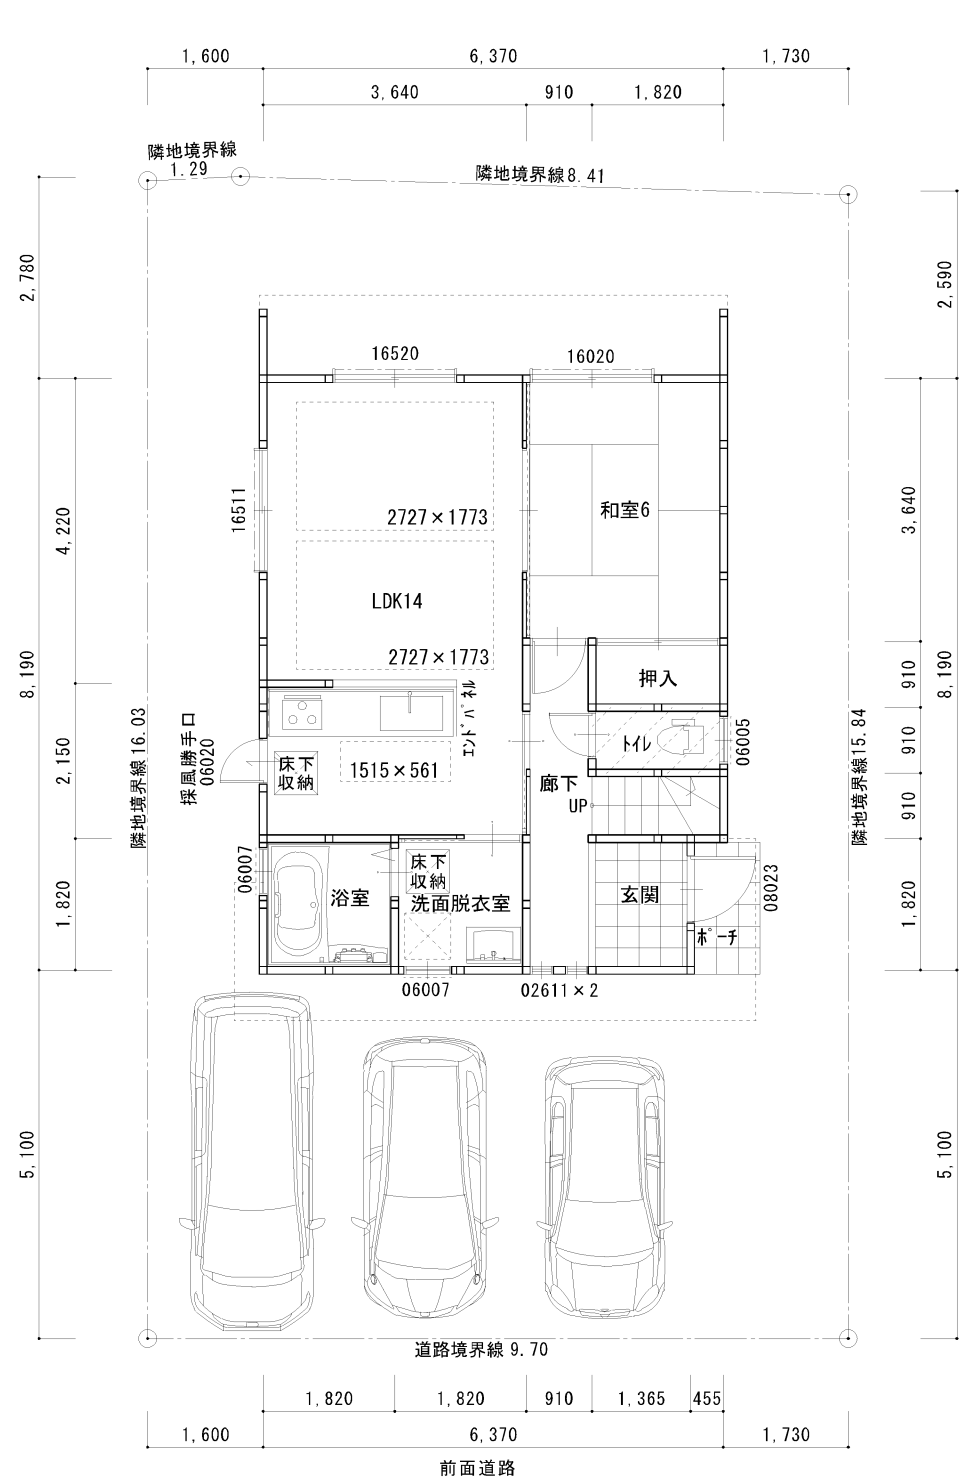 1,600
6,370
1,730
3,640
910
1,820
隣地境界線
1.29
隣地境界線8.41
2,780
2,590
16520
16020
16511
2727×1773
和室6
4,220
3,640
LDK14
2727×1773
8,190
910
8,190
押入
エンドパネル
隣地境界線16.03
採風勝手口
06020
2,150
トイレ
06005
910
隣地境界線15.84
床下
収納
1515×561
廊下
UP
910
06007
床下
収納
浴室
洗面脱衣室
玄関
ポーチ
08023
1,820
1,820
06007
02611×2
5,100
5,100
道路境界線 9.70
1,820
1,820
910
1,365
455
1,600
6,370
1,730
前面道路